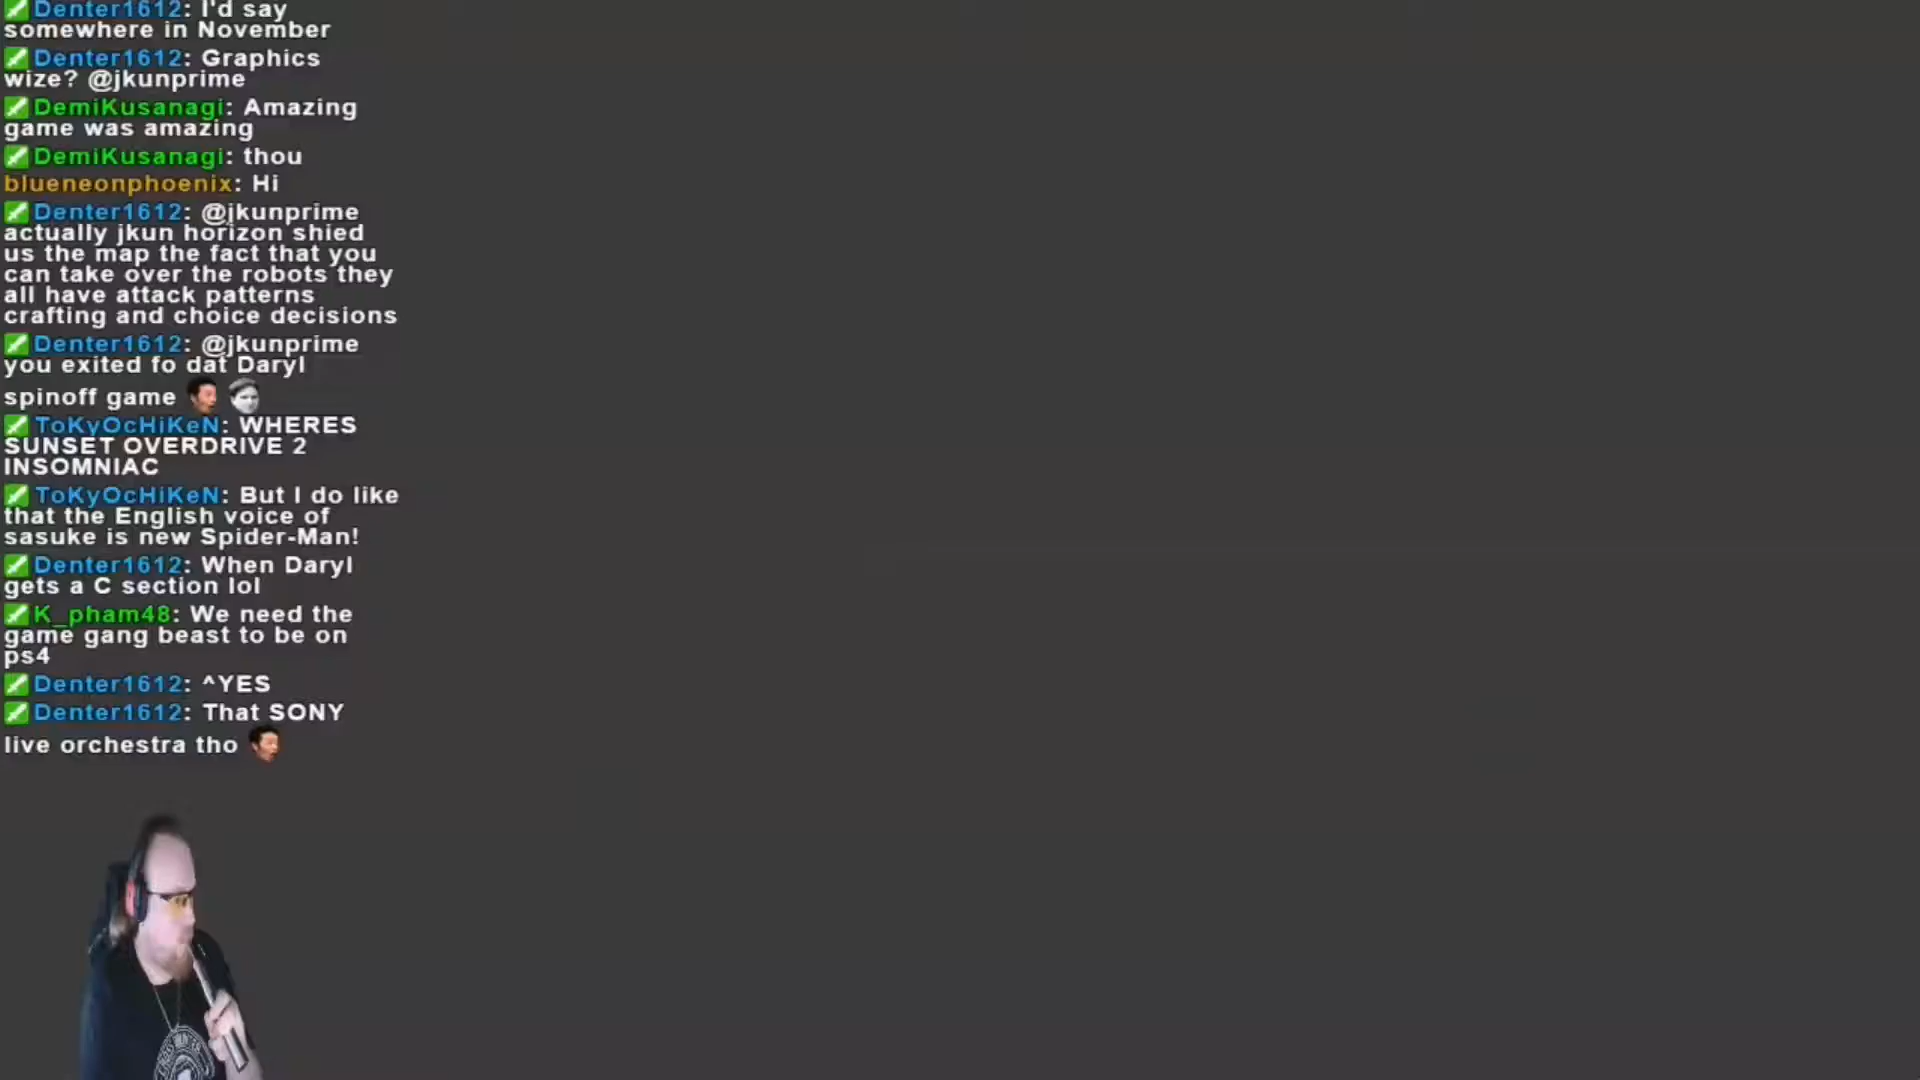 Denter1612: I'd say
somewhere in November
Denter1612: Graphics
wize? @jkunprime
DemiKusanagi: Amazing
game was amazing
DemiKusanagi: thou
blueneonphoenix: Hi
Denter1612: @jkunprime
actually jkun horizon shied
us the map the fact that you
can take over the robots they
all have attack patterns
crafting and choice decisions
Denter1612: @jkunprime
you exited fo dat Daryl
spinoff game
ToKyOcHiKeN: WHERES
SUNSET OVERDRIVE 2
INSOMNIAC
ToKyOcHiKeN: But I do like
that the English voice of
sasuke is new Spider-Man!
Denter1612: When Daryl
gets a C section lol
K_pham48: We need the
game gang beast to be on
ps4
Denter1612: ^YES
Denter1612: That SONY
live orchestra tho